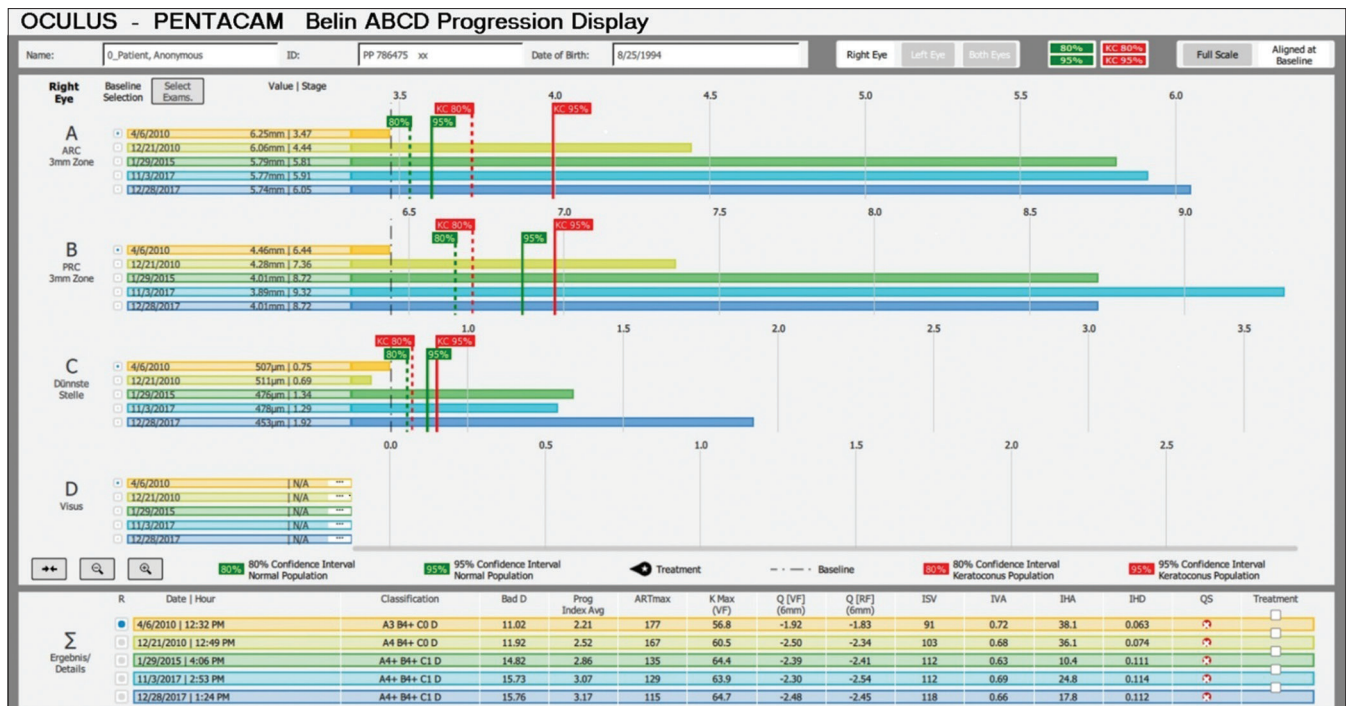 OCULUS - PENTACAM Belin ABCD Progression Display
Name: 0_Patient, Anonymous ID: PP 786475 xx Date of Birth: 8/25/1994 Right Eye Left Eye Both Eyes 80% KC 80% Full Scale Aligned at
95% KC 95% Baseline
Right Baseline Select Value | Stage
Eye Selection Exams.
3.5 4.0 4.5 5.0 5.5 6.0
KC 80% KC 95%
80% 95%
A 4/6/2010 6.25mm | 3.47
ARC 12/21/2010 6.06mm | 4.44
3mm Zone 1/29/2015 5.79mm | 5.81
11/3/2017 5.77mm | 5.91
12/28/2017 5.74mm | 6.05
6.5 7.0 7.5 8.0 8.5 9.0
KC 80% KC 95%
80% 95%
B 4/6/2010 4.46mm | 6.44
PRC 12/21/2010 4.28mm | 7.36
3mm Zone 1/29/2015 4.01mm | 8.72
11/3/2017 3.89mm | 9.32
12/28/2017 4.01mm | 8.72
1.0 1.5 2.0 2.5 3.0 3.5
KC 80% KC 95%
80% 95%
C 4/6/2010 507µm | 0.75
Dünnste 12/21/2010 511µm | 0.69
Stelle 1/29/2015 476µm | 1.34
11/3/2017 478µm | 1.29
12/28/2017 453µm | 1.92
0.0 0.5 1.0 1.5 2.0 2.5
D 4/6/2010 | N/A ...
Visus 12/21/2010 | N/A ...
1/29/2015 | N/A ...
11/3/2017 | N/A ...
12/28/2017 | N/A ...
80% 80% Confidence Interval 95% 95% Confidence Interval Treatment Baseline 80% 80% Confidence Interval 95% 95% Confidence Interval
Normal Population Normal Population Keratoconus Population Keratoconus Population
R Date | Hour Classification Bad D Prog ARTmax K Max Q [VF] Q [RF] ISV IVA IHA IHD QS Treatment
Index Avg (VF) (6mm) (6mm)
Σ 4/6/2010 | 12:32 PM A3 B4+ C0 D 11.02 2.21 177 56.8 -1.92 -1.83 91 0.72 38.1 0.063
12/21/2010 | 12:49 PM A4 B4+ C0 D 11.92 2.52 167 60.5 -2.50 -2.34 103 0.68 36.1 0.074
Ergebnis/ 1/29/2015 | 4:06 PM A4+ B4+ C1 D 14.82 2.86 135 64.4 -2.39 -2.41 112 0.63 10.4 0.111
Details 11/3/2017 | 2:53 PM A4+ B4+ C1 D 15.73 3.07 129 63.9 -2.30 -2.54 112 0.69 24.8 0.114
12/28/2017 | 1:24 PM A4+ B4+ C1 D 15.76 3.17 115 64.7 -2.48 -2.45 118 0.66 17.8 0.112